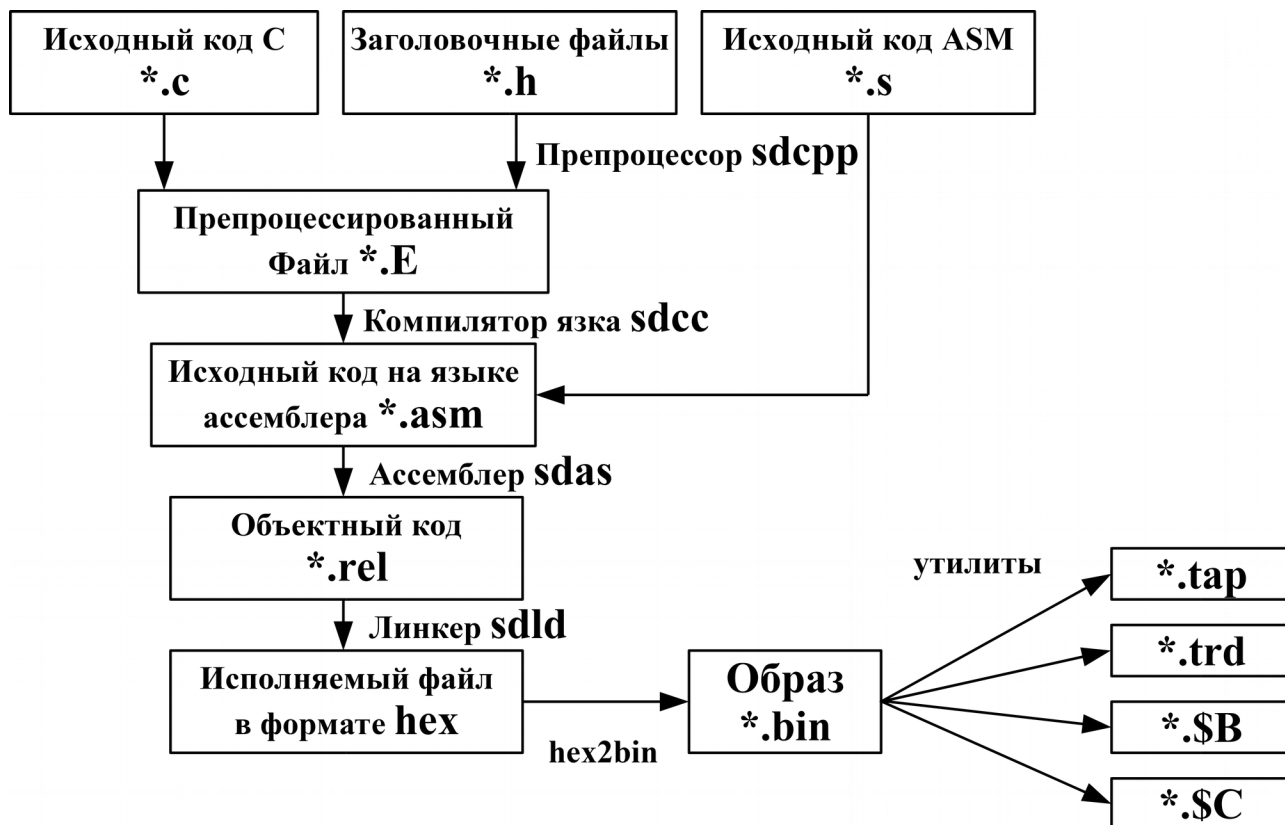 Исходный код С
*.c
Заголовочные файлы
*.h
Исходный код ASM
*.s
Препроцессор sdcpp
Препроцессированный
Файл *.E
Компилятор язка sdcc
Исходный код на языке
ассемблера *.asm
Ассемблер sdas
Объектный код
*.rel
Линкер sdld
Исполняемый файл
в формате hex
hex2bin
Образ
*.bin
утилиты
*.tap
*.trd
*.$B
*.$C